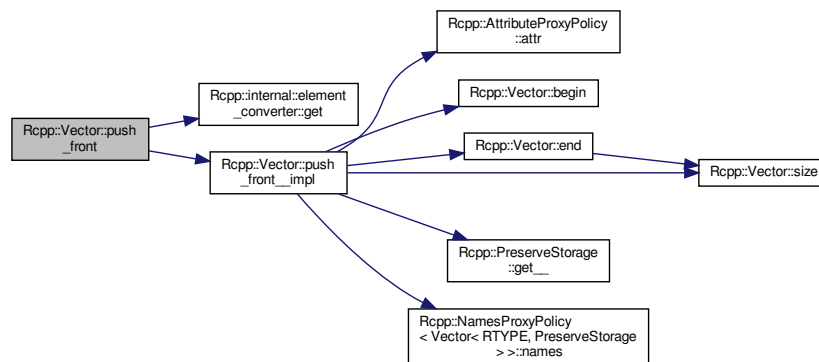 Rcpp::AttributeProxyPolicy
::attr
Rcpp::internal::element
_converter::get
Rcpp::Vector::begin
Rcpp::Vector::push
_front
Rcpp::Vector::end
Rcpp::Vector::push
_front__impl
Rcpp::Vector::size
Rcpp::PreserveStorage
::get__
Rcpp::NamesProxyPolicy
< Vector< RTYPE, PreserveStorage
> >::names